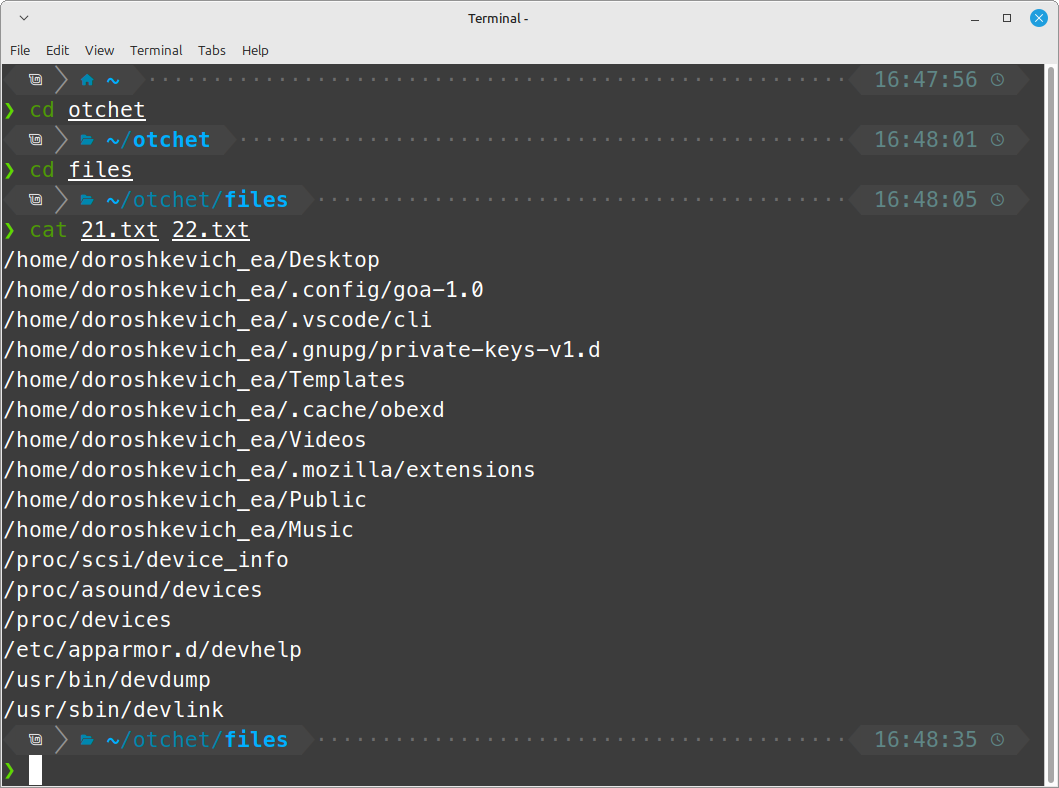 Terminal -
File Edit View Terminal Tabs Help
~ 16:47:56
❯ cd otchet
~/otchet 16:48:01
❯ cd files
~/otchet/files 16:48:05
❯ cat 21.txt 22.txt
/home/doroshkevich_ea/Desktop
/home/doroshkevich_ea/.config/goa-1.0
/home/doroshkevich_ea/.vscode/cli
/home/doroshkevich_ea/.gnupg/private-keys-v1.d
/home/doroshkevich_ea/Templates
/home/doroshkevich_ea/.cache/obexd
/home/doroshkevich_ea/Videos
/home/doroshkevich_ea/.mozilla/extensions
/home/doroshkevich_ea/Public
/home/doroshkevich_ea/Music
/proc/scsi/device_info
/proc/asound/devices
/proc/devices
/etc/apparmor.d/devhelp
/usr/bin/devdump
/usr/sbin/devlink
~/otchet/files 16:48:35
❯